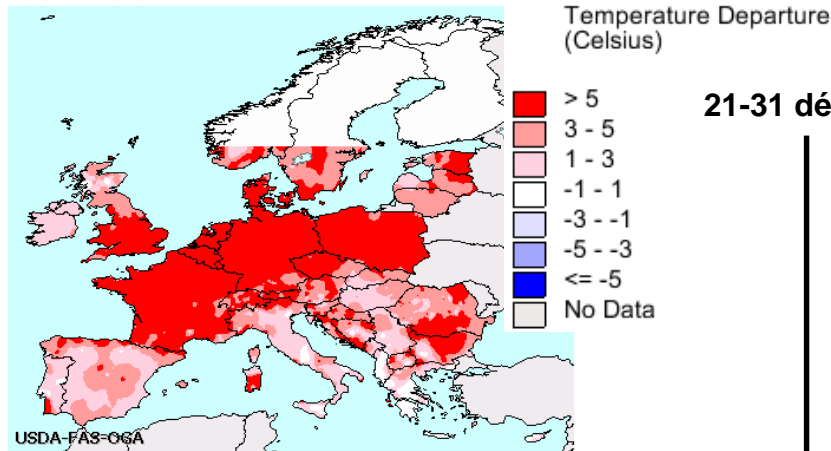 Temperature Departure
(Celsius)
> 5
3 - 5
1 - 3
-1 - 1
-3 - -1
-5 - -3
<= -5
No Data
21-31 dé
USDA-FAS-OGA